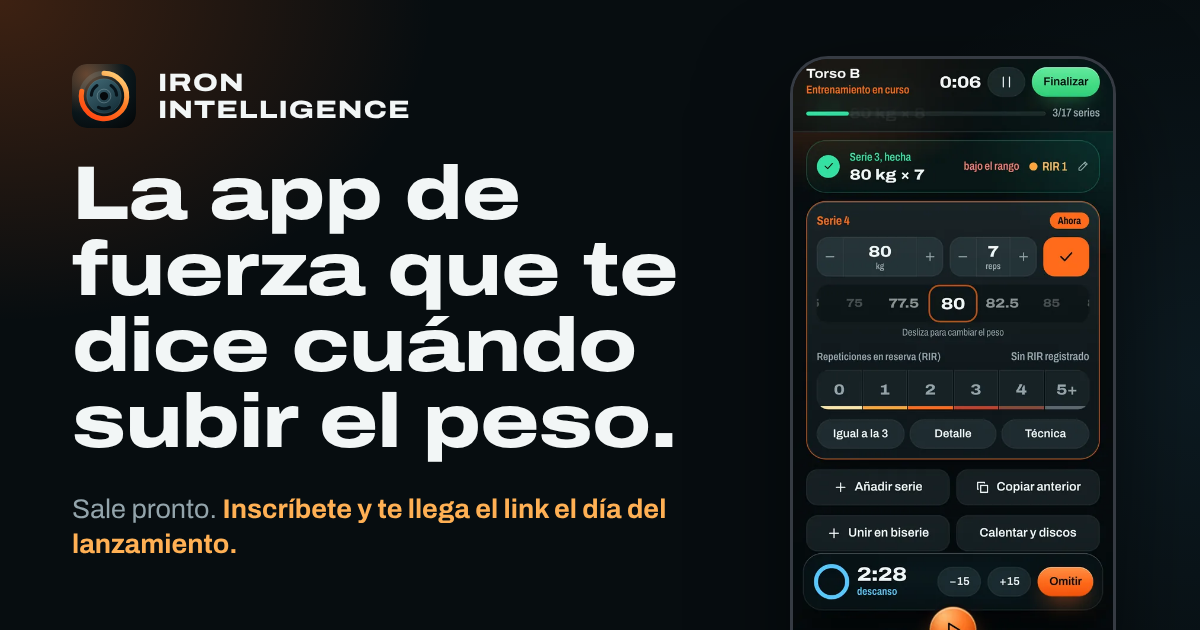 IRON
INTELLIGENCE
La app de
fuerza que te
dice cuándo
subir el peso.
Sale pronto. Inscríbete y te llega el link el día del
lanzamiento.
Torso B
Entrenamiento en curso
0:06
Finalizar
3/17 series
Serie 3, hecha
80 kg × 7
bajo el rango
RIR 1
Serie 4
Ahora
− 80 + − 7 +
kg reps
75 77.5 80 82.5 85
Desliza para cambiar el peso
Repeticiones en reserva (RIR) Sin RIR registrado
0 1 2 3 4 5+
Igual a la 3 Detalle Técnica
+ Añadir serie Copiar anterior
+ Unir en biserie Calentar y discos
2:28
descanso
−15 +15 Omitir